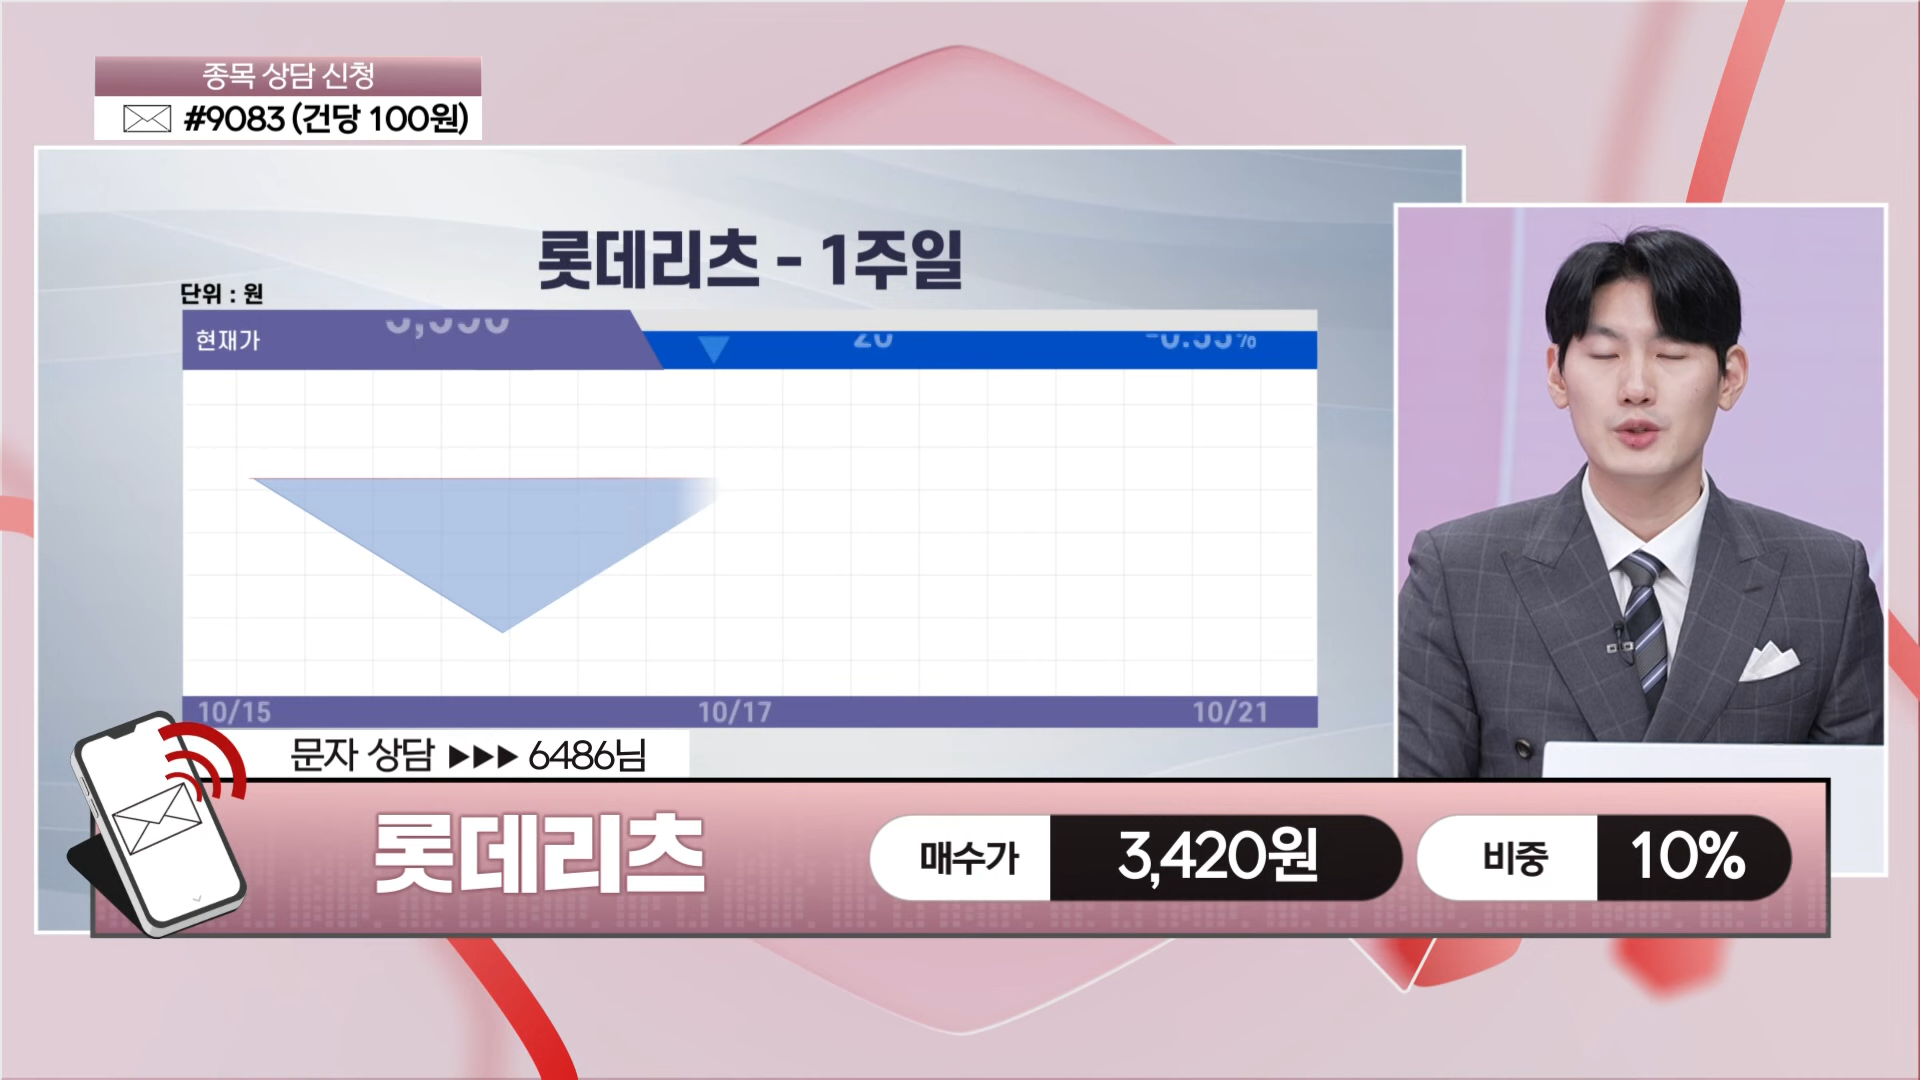 종목 상담 신청
#9083 (건당 100원)
롯데리츠 - 1주일
단위 : 원
현재가
10/15 10/17 10/21
문자 상담 ▶▶▶ 6486님
롯데리츠 매수가 3,420원 비중 10%